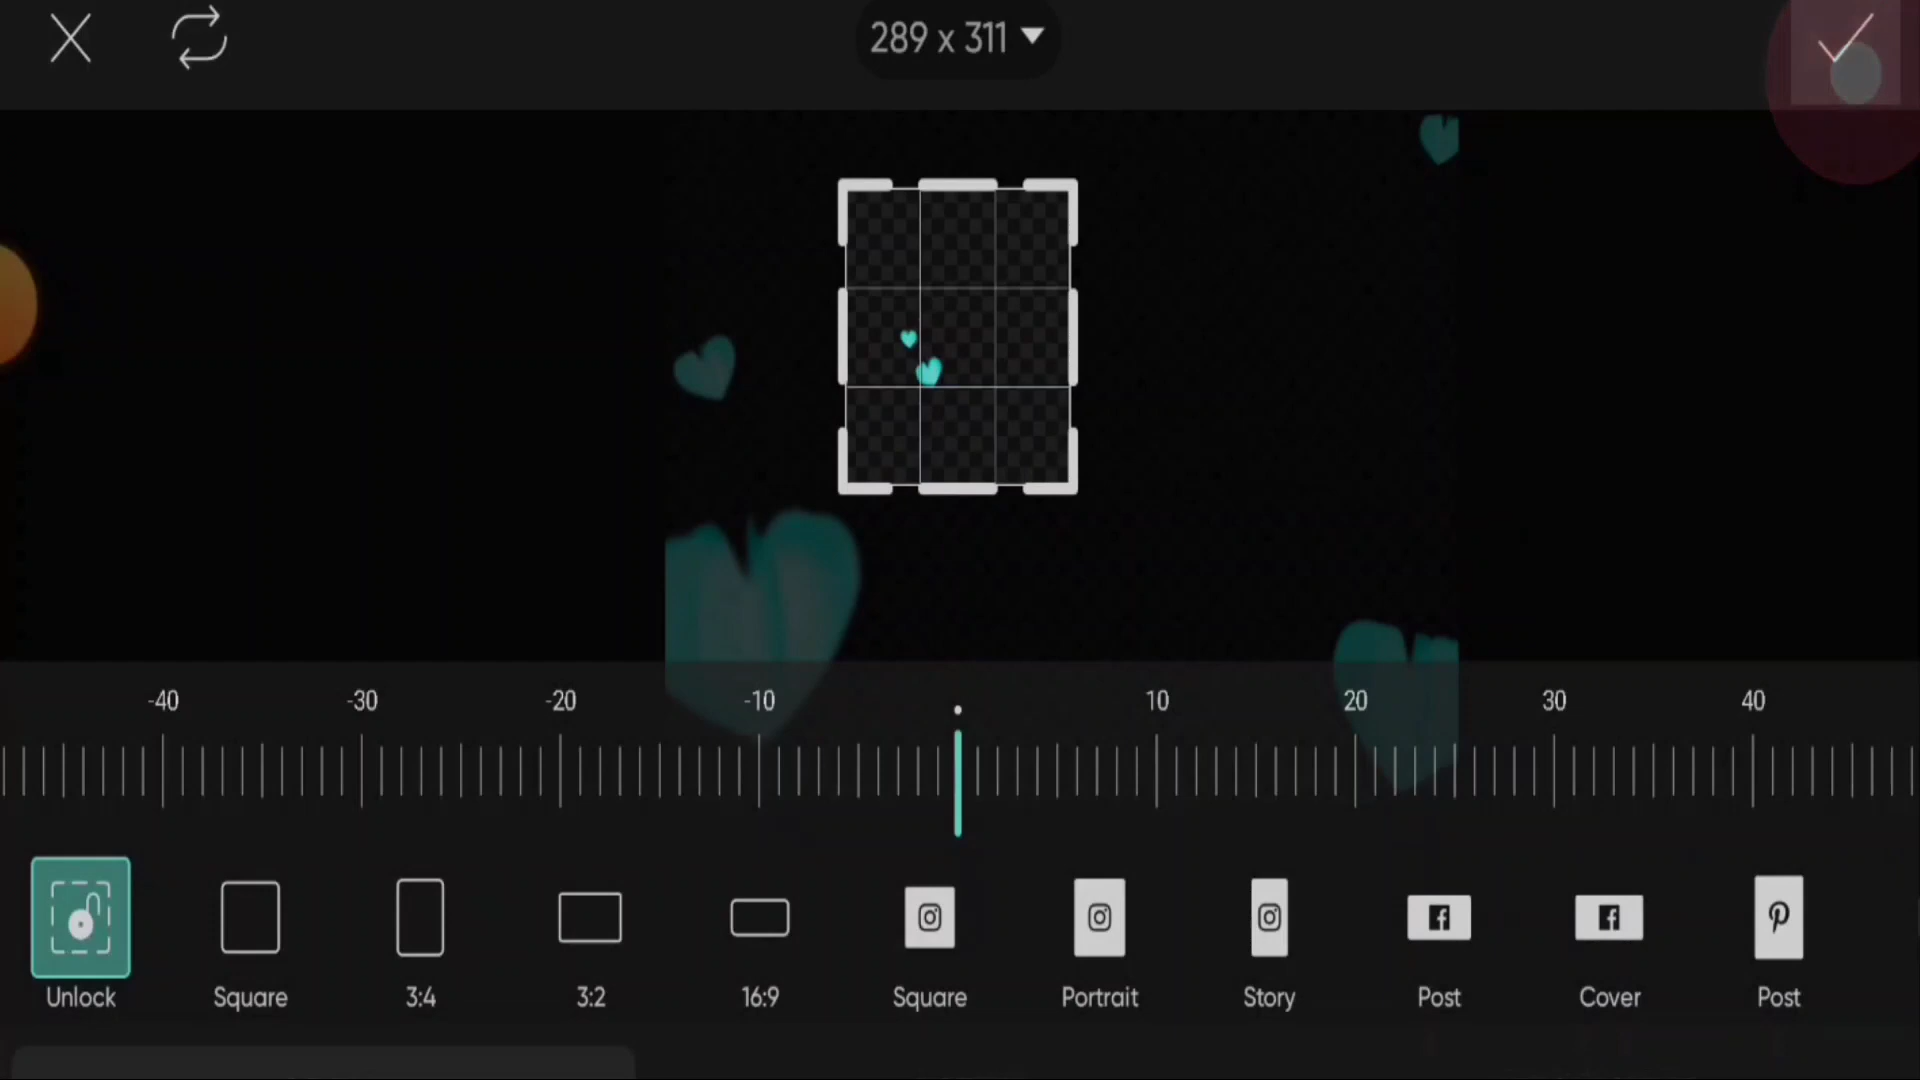 289 x 311
-40 -30 -20 -10 10 20 30 40
Unlock Square 3:4 3:2 16:9 Square Portrait Story Post Cover Post